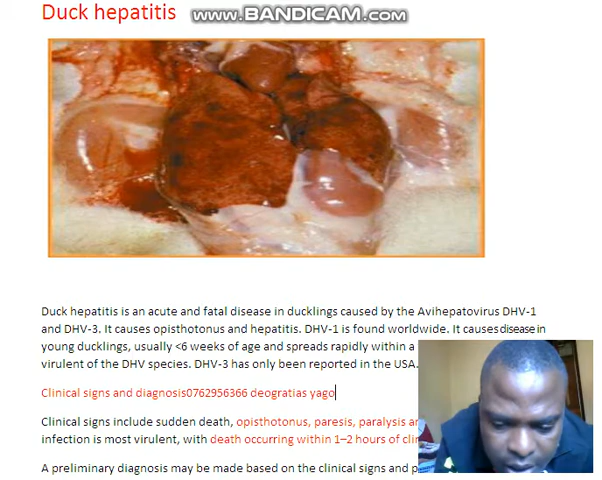 Duck hepatitis
www.BANDICAM.com
Duck hepatitis is an acute and fatal disease in ducklings caused by the Avihepatovirus DHV-1
and DHV-3. It causes opisthotonus and hepatitis. DHV-1 is found worldwide. It causes disease in
young ducklings, usually <6 weeks of age and spreads rapidly within a
virulent of the DHV species. DHV-3 has only been reported in the USA.
Clinical signs and diagnosis0762956366 deogratias yago
Clinical signs include sudden death, opisthotonus, paresis, paralysis
infection is most virulent, with death occurring within 1–2 hours of
A preliminary diagnosis may be made based on the clinical signs and